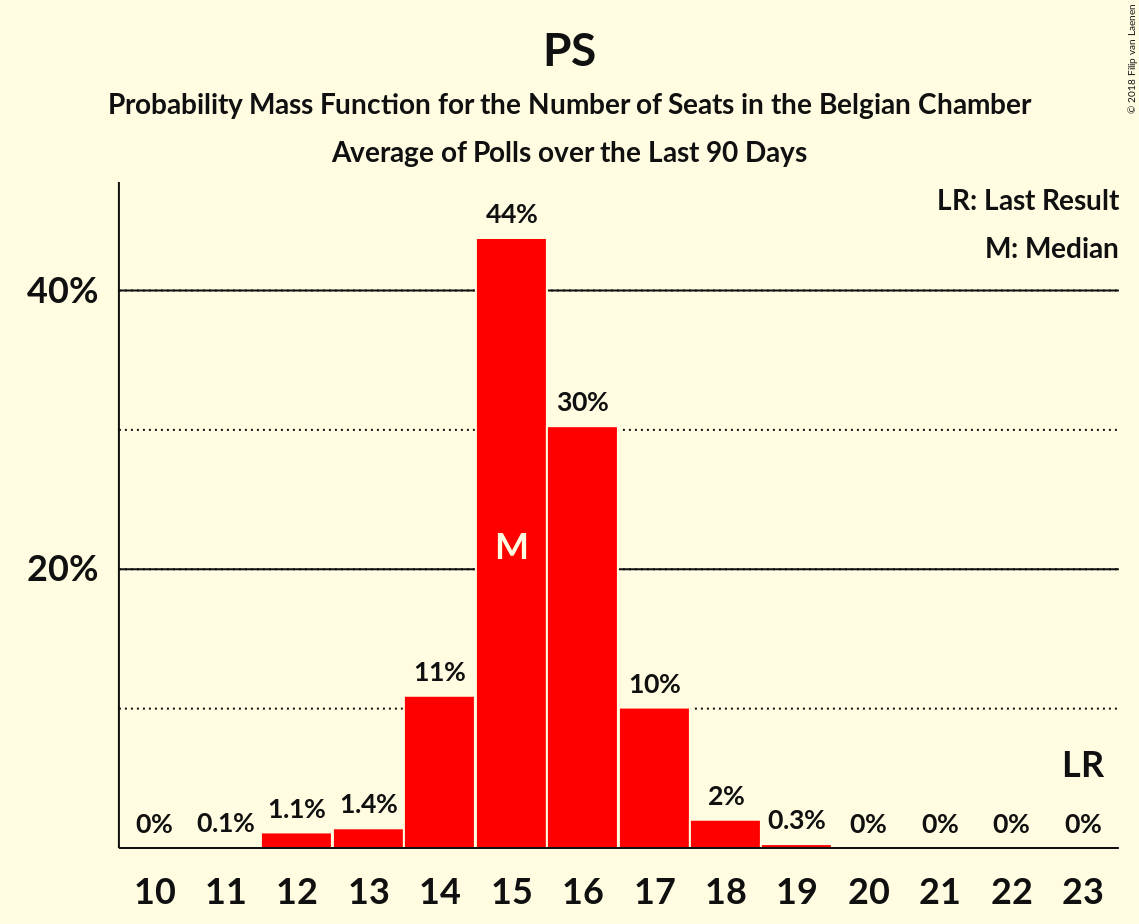 PS
Probability Mass Function for the Number of Seats in the Belgian Chamber
Average of Polls over the Last 90 Days
© 2018 Filip van Laenen
LR: Last Result
M: Median
44%
40%
30%
M
20%
11%
10%
LR
0% 0.1% 1.1% 1.4% 2% 0.3% 0% 0% 0% 0%
10 11 12 13 14 15 16 17 18 19 20 21 22 23